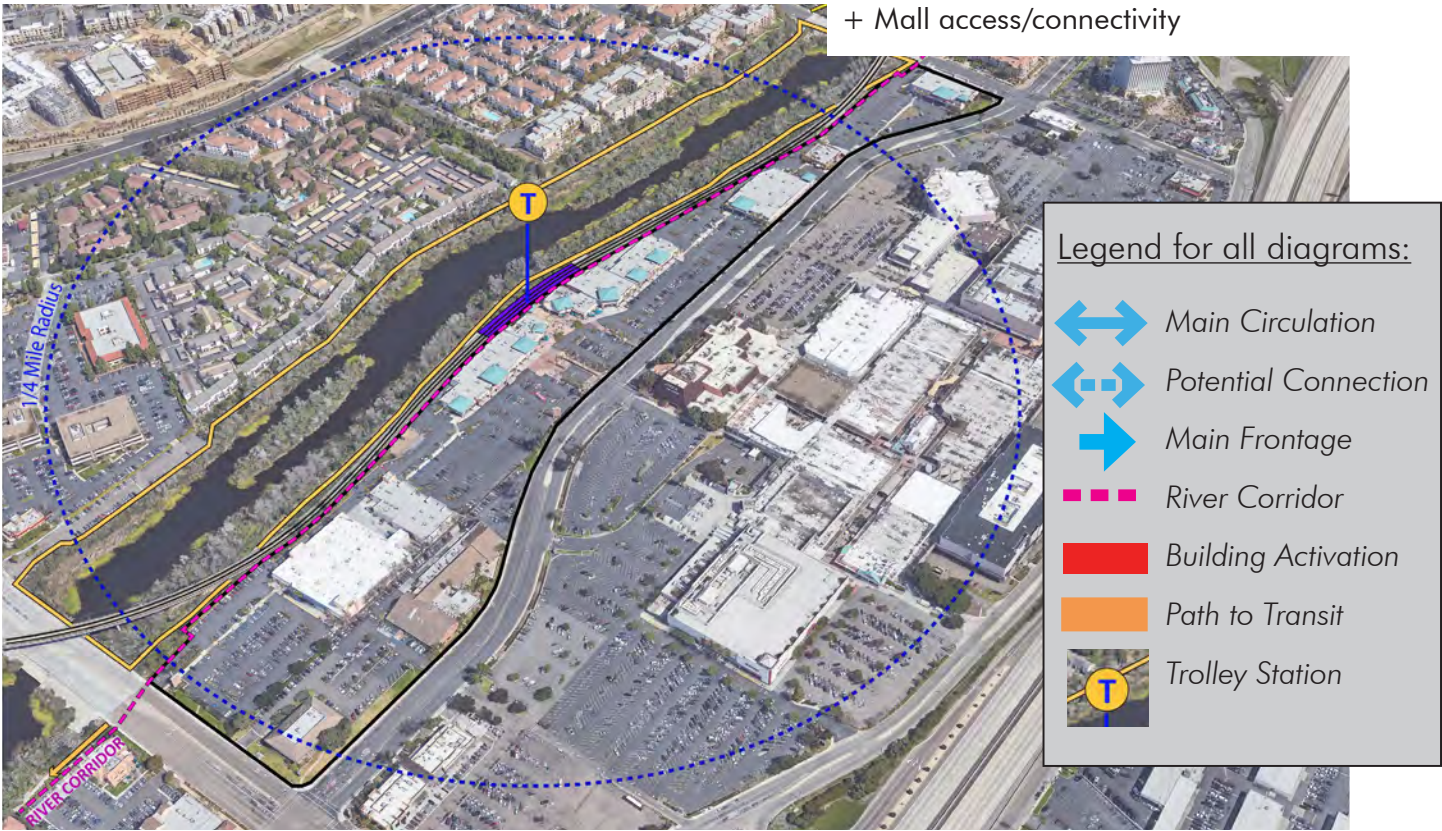 + Mall access/connectivity
T
1/4 Mile Radius
RIVER CORRIDOR
Legend for all diagrams:
Main Circulation
Potential Connection
Main Frontage
River Corridor
Building Activation
Path to Transit
T
Trolley Station